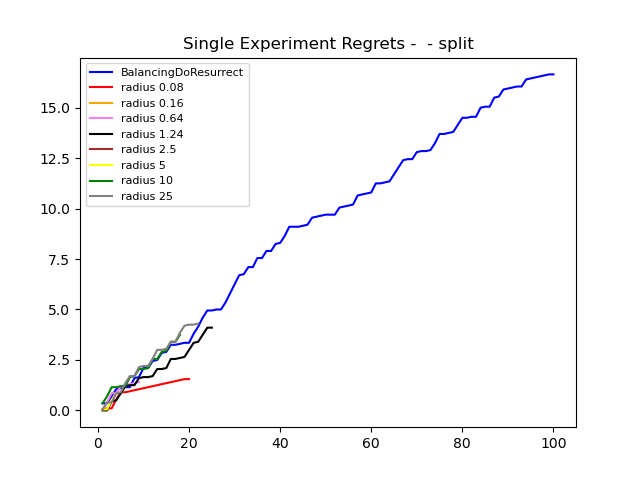 Single Experiment Regrets -  - split
BalancingDoResurrect
radius 0.08
radius 0.16
radius 0.64
radius 1.24
radius 2.5
radius 5
radius 10
radius 25
15.0
12.5
10.0
7.5
5.0
2.5
0.0
0 20 40 60 80 100